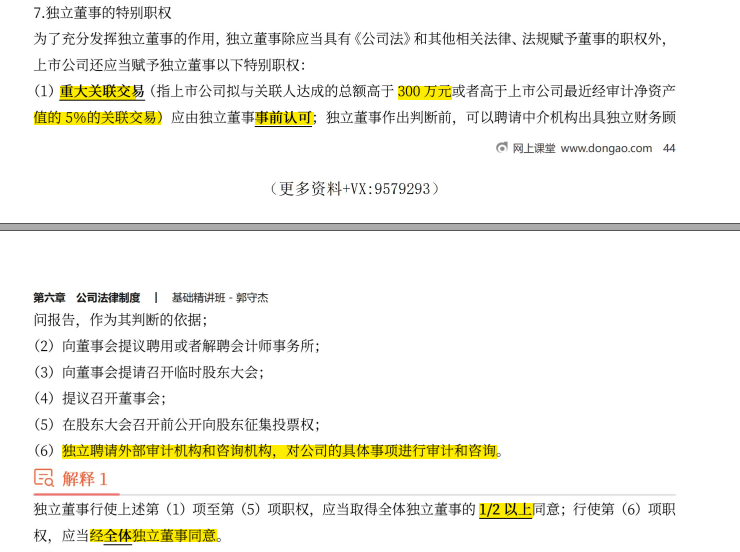 7.独立董事的特别职权
为了充分发挥独立董事的作用，独立董事除应当具有《公司法》和其他相关法律、法规赋予董事的职权外，
上市公司还应当赋予独立董事以下特别职权：
（1）重大关联交易（指上市公司拟与关联人达成的总额高于 300 万元或者高于上市公司最近经审计净资产
值的 5%的关联交易）应由独立董事事前认可；独立董事作出判断前，可以聘请中介机构出具独立财务顾
网上课堂 www.dongao.com 44
（更多资料+VX:9579293）
第六章 公司法律制度 | 基础精讲班 - 郭守杰
问报告，作为其判断的依据；
（2）向董事会提议聘用或者解聘会计师事务所；
（3）向董事会提请召开临时股东大会；
（4）提议召开董事会；
（5）在股东大会召开前公开向股东征集投票权；
（6）独立聘请外部审计机构和咨询机构，对公司的具体事项进行审计和咨询。
解释 1
独立董事行使上述第（1）项至第（5）项职权，应当取得全体独立董事的 1/2 以上同意；行使第（6）项职
权，应当经全体独立董事同意。